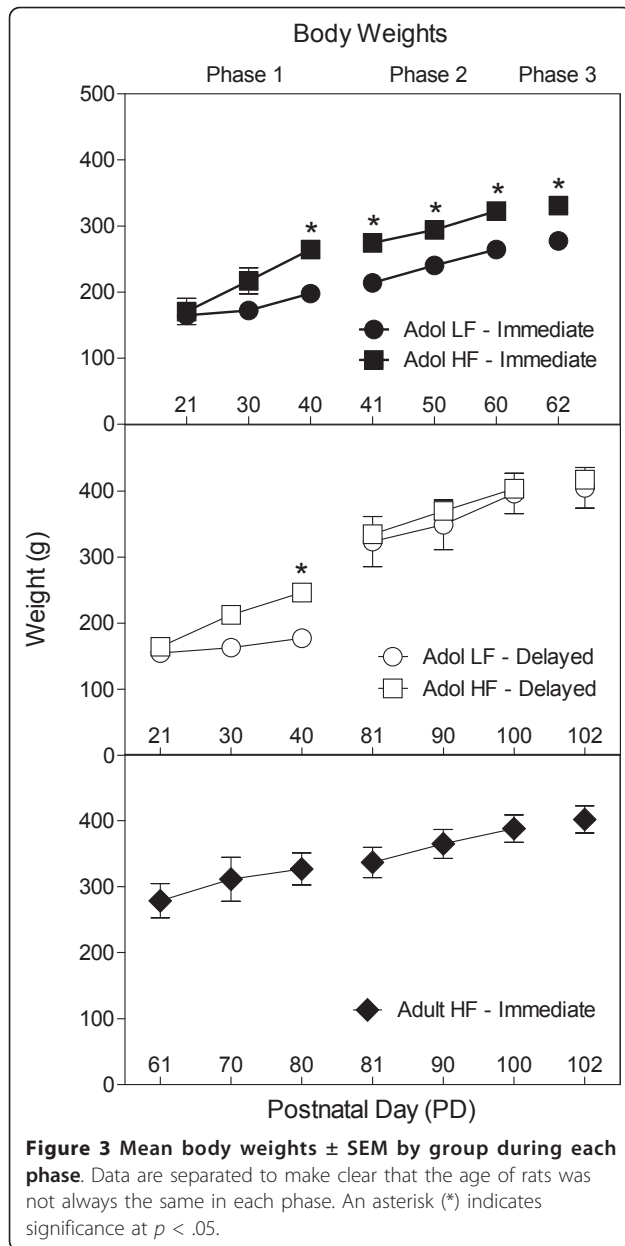 Body Weights
Phase 1 Phase 2 Phase 3
500
400
300
200
100
0
* * * * *
Adol LF - Immediate
Adol HF - Immediate
21 30 40 41 50 60 62
400
300
200
100
0
*
Adol LF - Delayed
Adol HF - Delayed
21 30 40 81 90 100 102
400
300
200
100
0
Adult HF - Immediate
61 70 80 81 90 100 102
Weight (g)
Postnatal Day (PD)
Figure 3 Mean body weights ± SEM by group during each
phase. Data are separated to make clear that the age of rats was
not always the same in each phase. An asterisk (*) indicates
significance at p < .05.